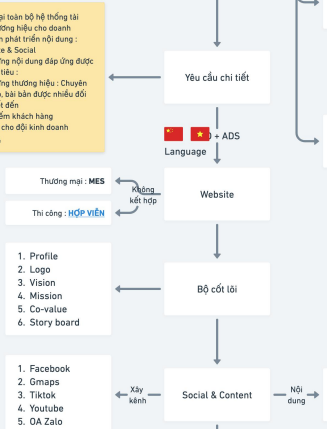 ại toàn bộ hệ thống tài
ương hiệu cho doanh
n phát triển nội dung :
te & Social
ng nội dung đáp ứng được
tiêu :
ng thương hiệu : Chuyên
, bài bản được nhiều đối
t đến
ếm khách hàng
cho đội kinh doanh
Yêu cầu chi tiết
+ ADS
Language
Thương mại : MES
Không
kết hợp
Website
Thi công : HỢP VIÊN
1. Profile
2. Logo
3. Vision
4. Mission
5. Co-value
6. Story board
Bộ cốt lõi
1. Facebook
2. Gmaps
3. Tiktok
4. Youtube
5. OA Zalo
Xây
kênh
Social & Content
Nội
dung